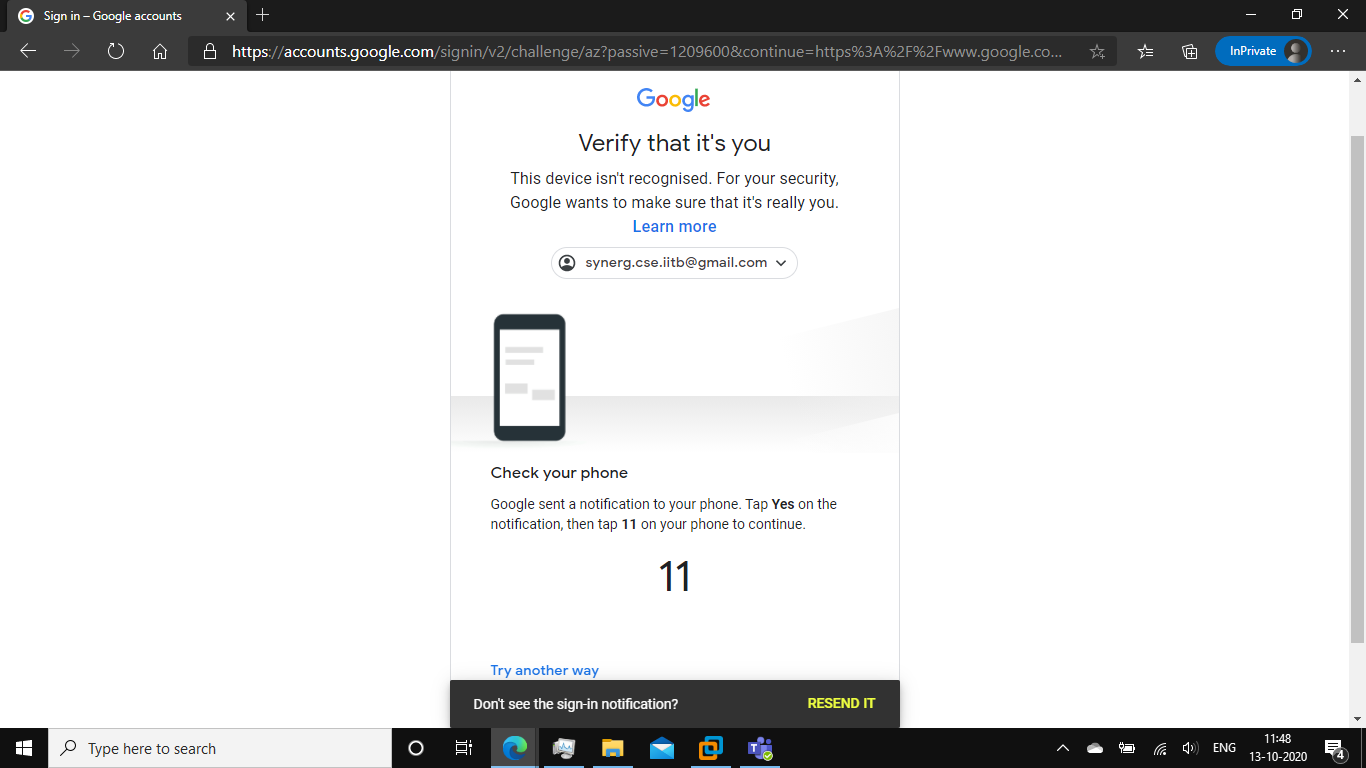 Sign in – Google accounts
https://accounts.google.com/signin/v2/challenge/az?passive=1209600&continue=https%3A%2F%2Fwww.google.co...
InPrivate
Google
Verify that it's you
This device isn't recognised. For your security,
Google wants to make sure that it's really you.
Learn more
synerg.cse.iitb@gmail.com
Check your phone
Google sent a notification to your phone. Tap Yes on the
notification, then tap 11 on your phone to continue.
11
Try another way
Don't see the sign-in notification? RESEND IT
Type here to search
ENG
11:48
13-10-2020
4